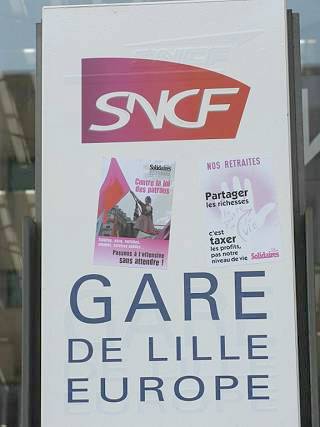 SNCF
Solidaires
Contre la loi
des patrons
Passons à l'offensive
sans attendre !
NOS RETRAITES
Partager
les richesses
c'est
taxer
les profits,
pas notre
niveau de vie
Solidaires
GARE
DE LILLE
EUROPE